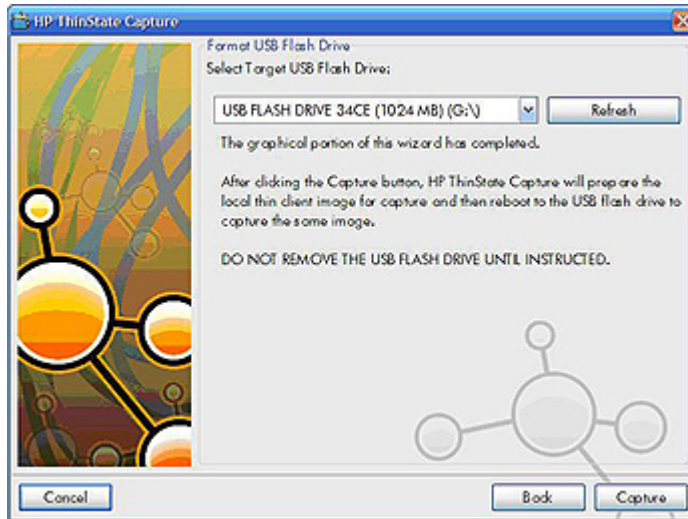 HP ThinState Capture
Format USB Flash Drive
Select Target USB Flash Drive:
USB FLASH DRIVE 34CE (1024 MB) (G:\)
Refresh
The graphical portion of this wizard has completed.
After clicking the Capture button, HP ThinState Capture will prepare the
local thin client image for capture and then reboot to the USB flash drive to
capture the same image.
DO NOT REMOVE THE USB FLASH DRIVE UNTIL INSTRUCTED.
Cancel
Back
Capture